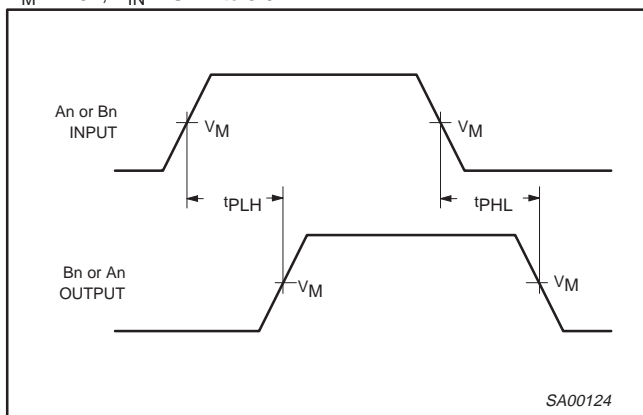 An or Bn
INPUT
VM
VM
tPLH
tPHL
Bn or An
OUTPUT
VM
VM
SA00124